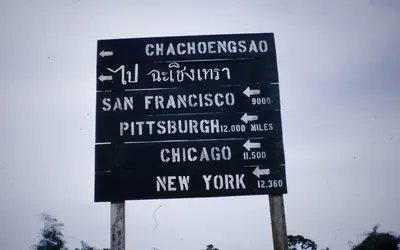 CHACHOENGSAO
ไป ฉะเชิงเทรา
SAN FRANCISCO 9000
PITTSBURGH 12.000 MILES
CHICAGO 11.500
NEW YORK 12.360